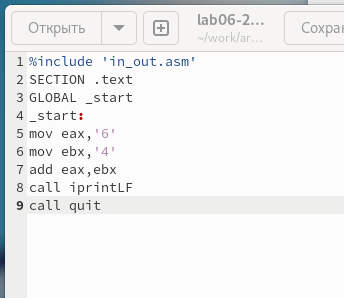 Открыть
lab06-2...
~/work/ar...
Сохран
1 %include 'in_out.asm'
2 SECTION .text
3 GLOBAL _start
4 _start:
5 mov eax,'6'
6 mov ebx,'4'
7 add eax,ebx
8 call iprintLF
9 call quit